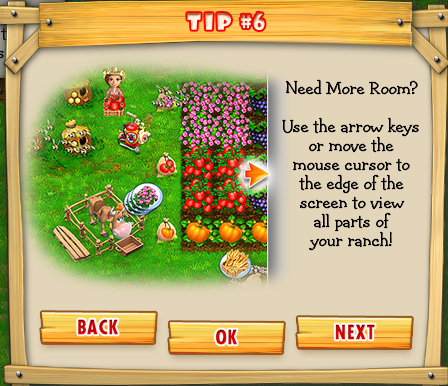 TIP #6
Need More Room?
Use the arrow keys
or move the
mouse cursor to
the edge of the
screen to view
all parts of
your ranch!
BACK
OK
NEXT